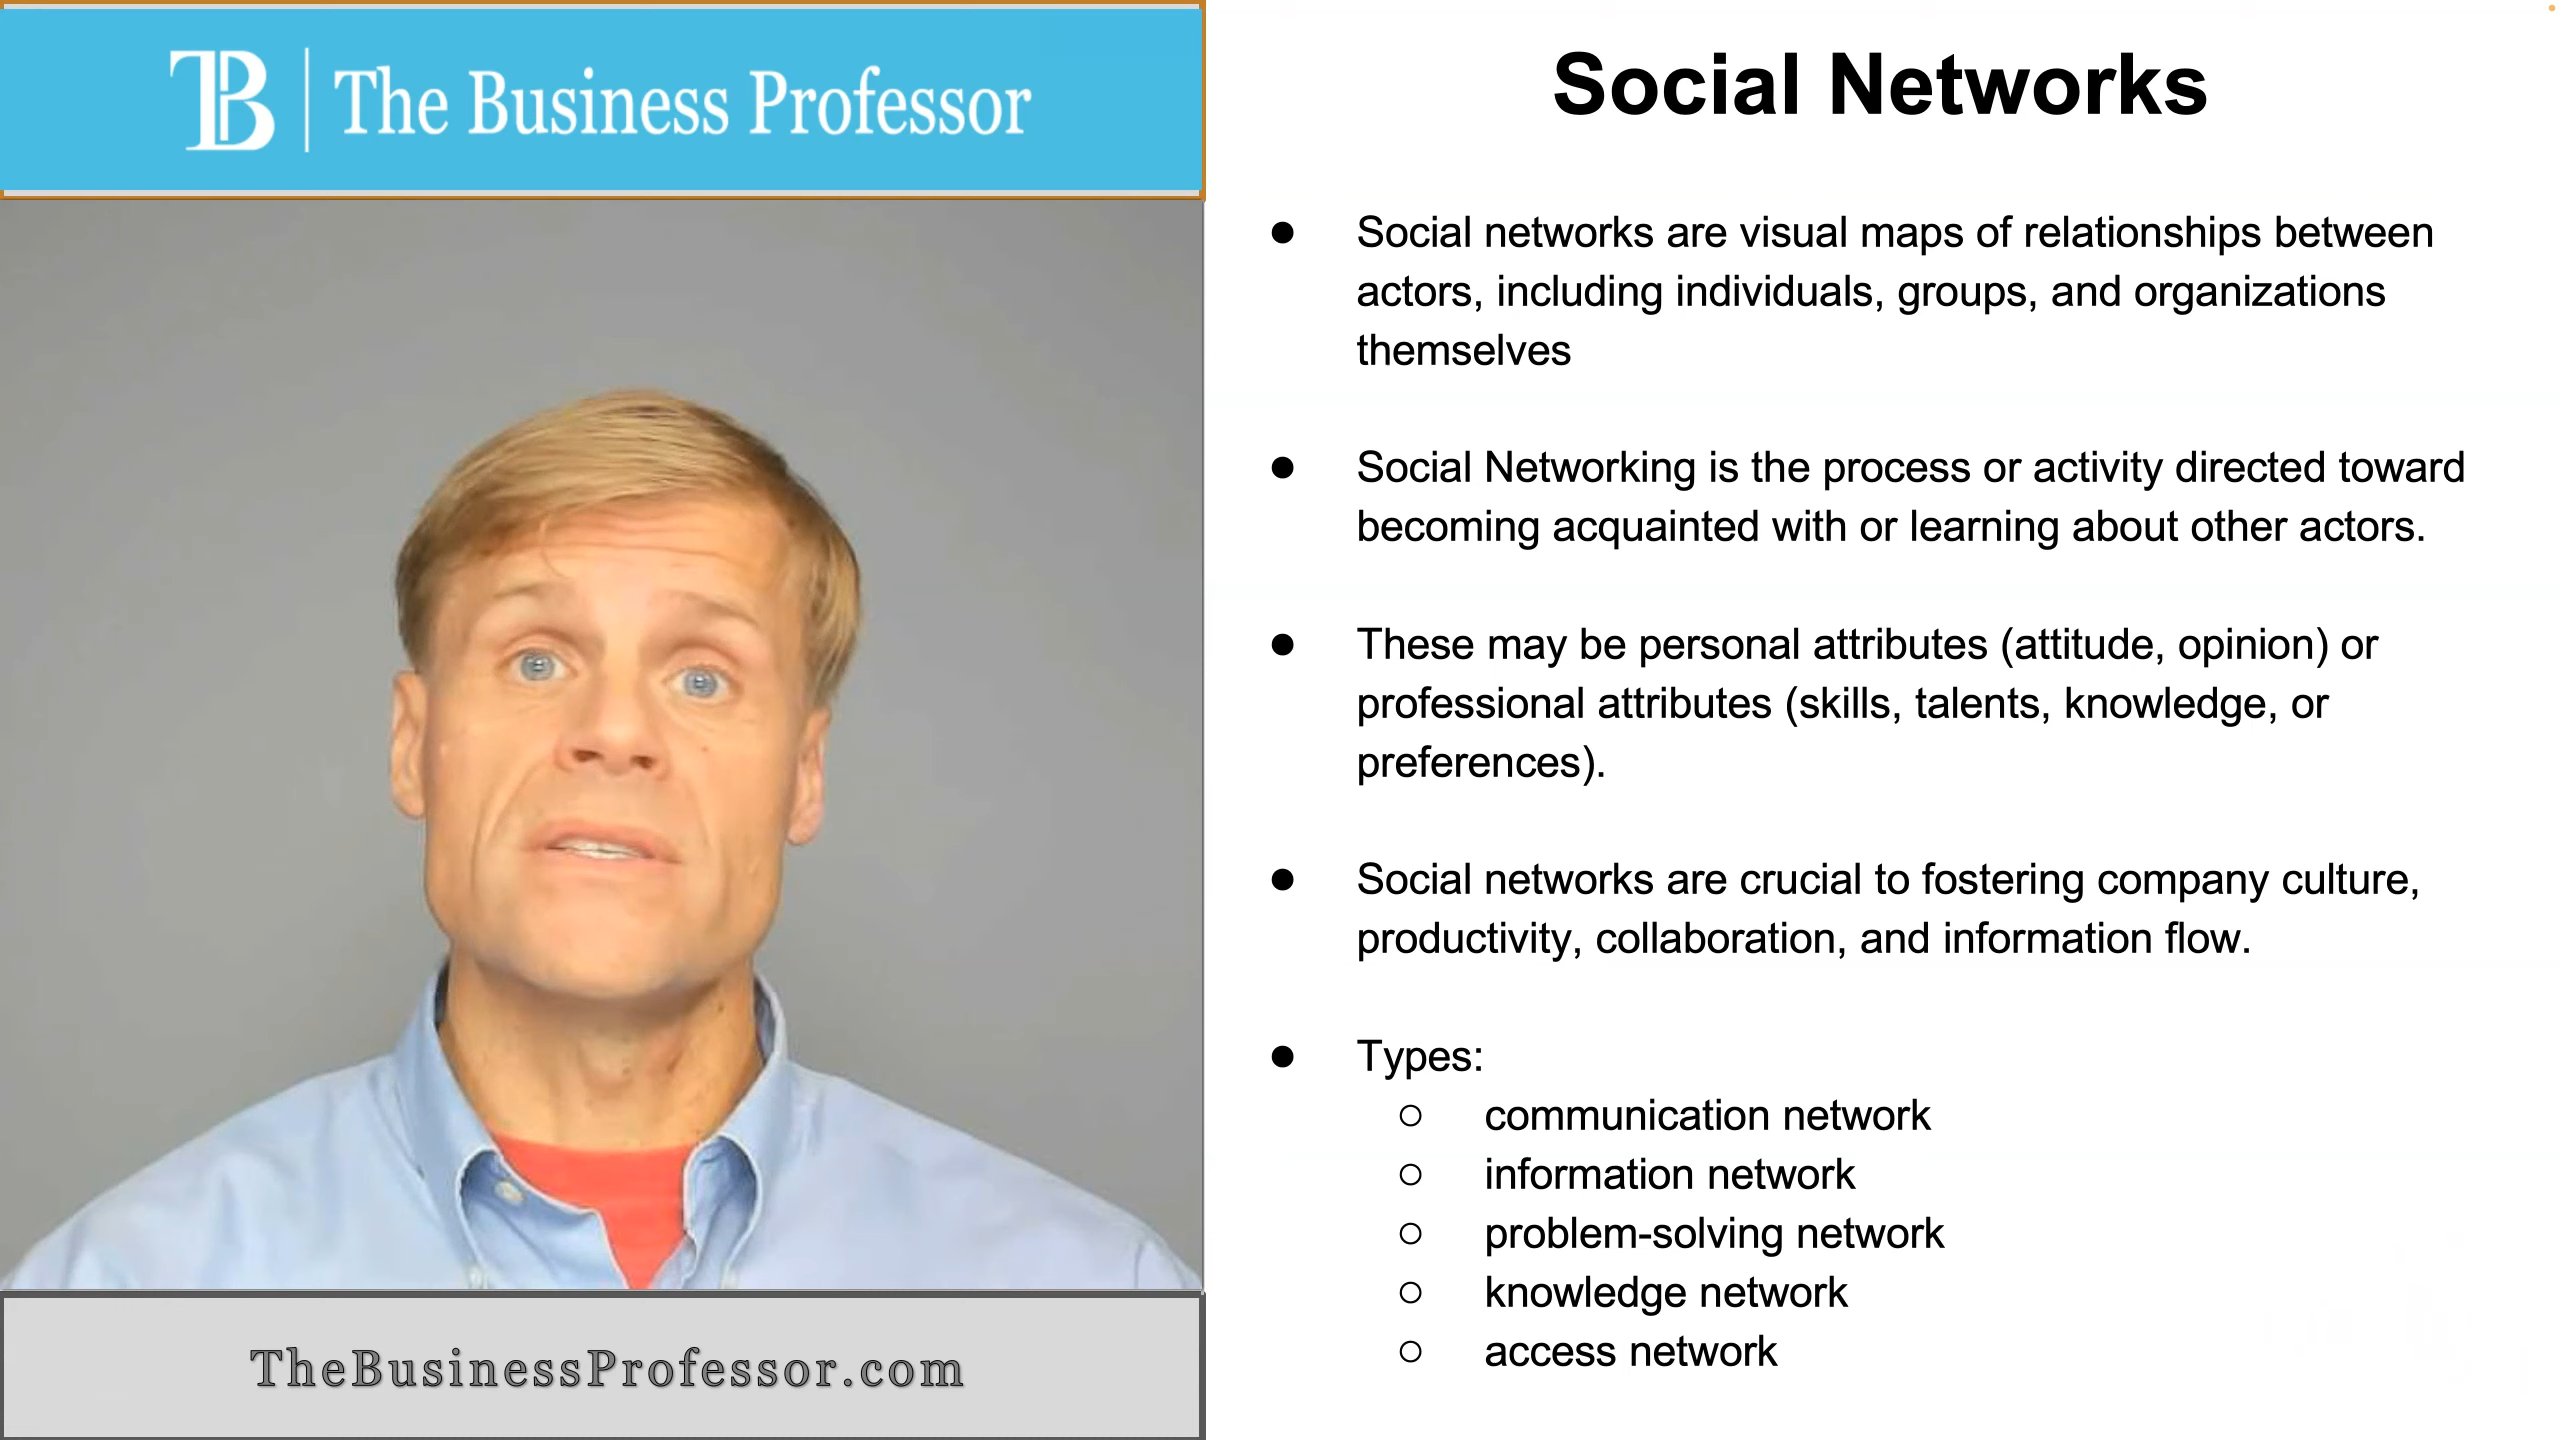 TB
The Business Professor
TheBusinessProfessor.com
Social Networks
● Social networks are visual maps of relationships between
actors, including individuals, groups, and organizations
themselves
● Social Networking is the process or activity directed toward
becoming acquainted with or learning about other actors.
● These may be personal attributes (attitude, opinion) or
professional attributes (skills, talents, knowledge, or
preferences).
● Social networks are crucial to fostering company culture,
productivity, collaboration, and information flow.
● Types:
○ communication network
○ information network
○ problem-solving network
○ knowledge network
○ access network